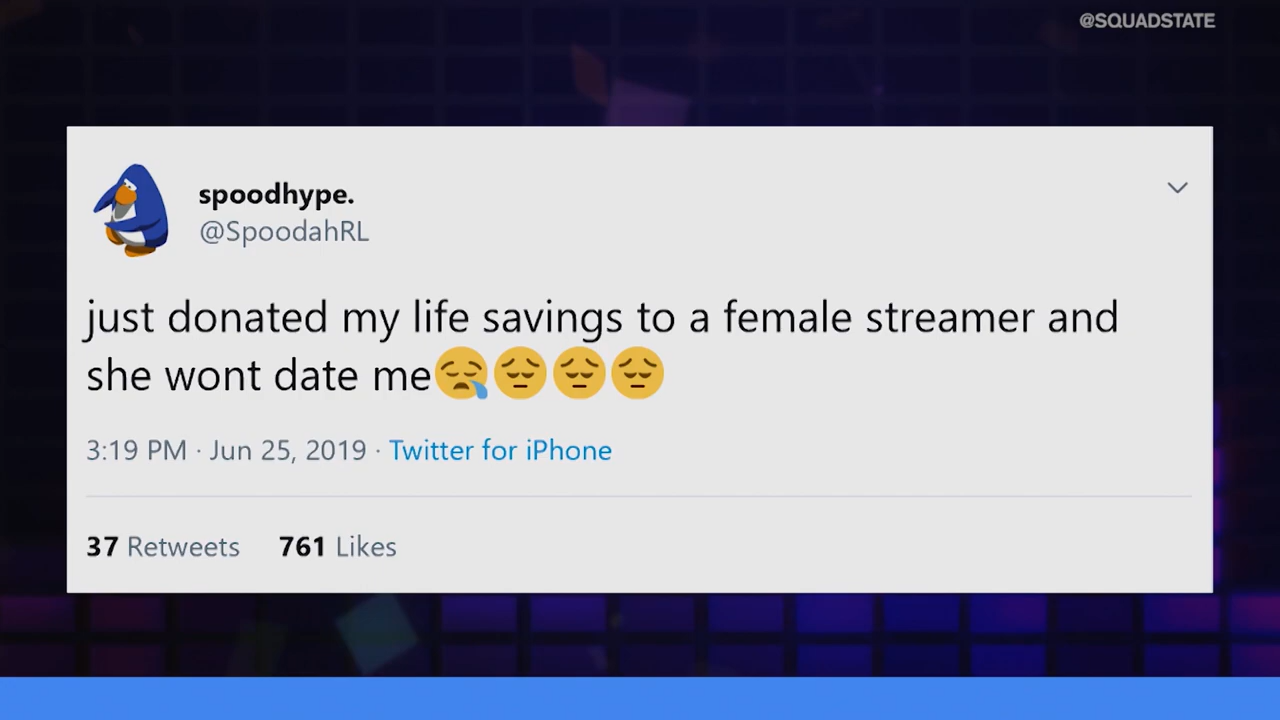 @SQUADSTATE
spoodhype.
@SpoodahRL
just donated my life savings to a female streamer and
she wont date me😪😔😔😔
3:19 PM · Jun 25, 2019 · Twitter for iPhone
37 Retweets 761 Likes